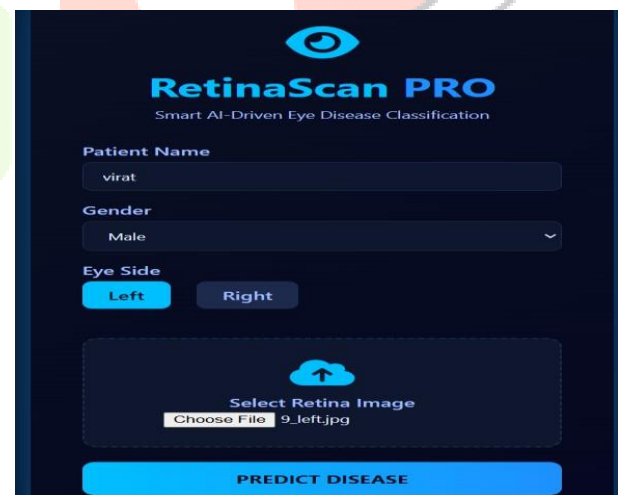 RetinaScan PRO
Smart AI-Driven Eye Disease Classification
Patient Name
virat
Gender
Male
Eye Side
Left Right
Select Retina Image
Choose File 9_left.jpg
PREDICT DISEASE